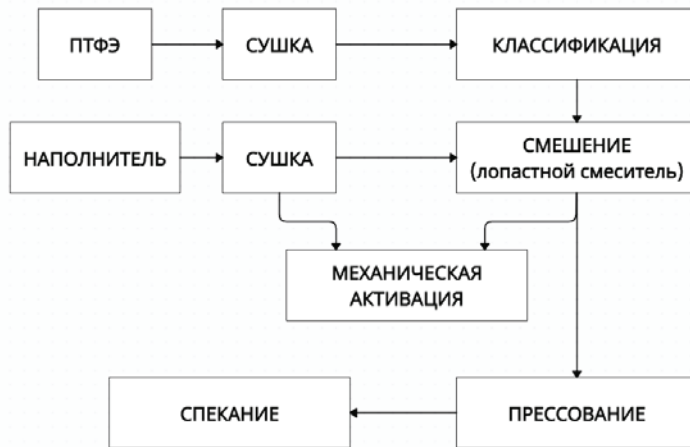 ПТФЭ
СУШКА
КЛАССИФИКАЦИЯ
НАПОЛНИТЕЛЬ
СУШКА
СМЕШЕНИЕ
(лопастной смеситель)
МЕХАНИЧЕСКАЯ
АКТИВАЦИЯ
СПЕКАНИЕ
ПРЕССОВАНИЕ